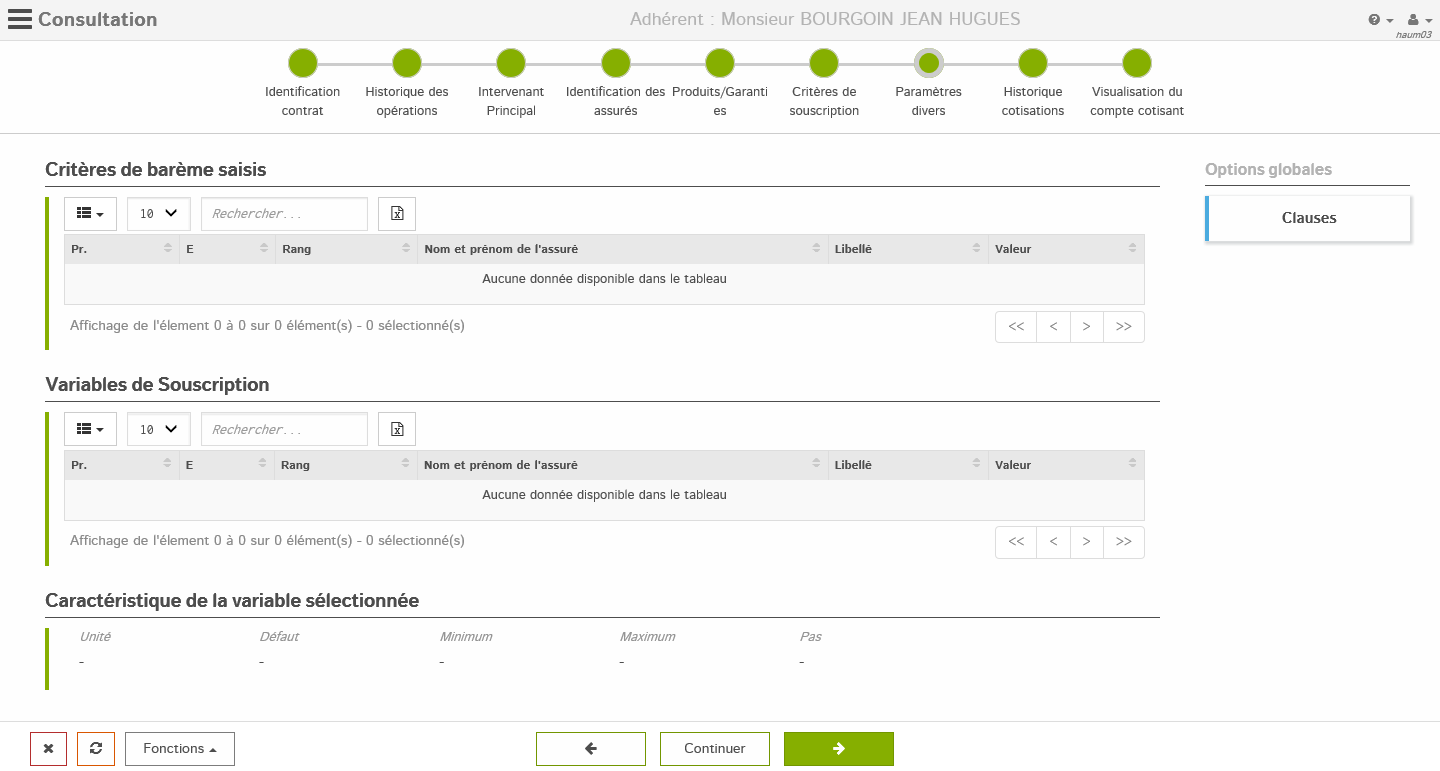 Consultation
Adhérent : Monsieur BOURGOIN JEAN HUGUES
haum03
Identification contrat
Historique des opérations
Intervenant Principal
Identification des assurés
Produits/Garanti
es
Critères de souscription
Paramètres divers
Historique cotisations
Visualisation du compte cotisant
Critères de barème saisis
10 Rechercher...
Pr. E Rang Nom et prénom de l'assuré Libellé Valeur
Aucune donnée disponible dans le tableau
Affichage de l'élement 0 à 0 sur 0 élément(s) - 0 sélectionné(s) << < > >>
Variables de Souscription
10 Rechercher...
Pr. E Rang Nom et prénom de l'assuré Libellé Valeur
Aucune donnée disponible dans le tableau
Affichage de l'élement 0 à 0 sur 0 élément(s) - 0 sélectionné(s) << < > >>
Caractéristique de la variable sélectionnée
Unité Défaut Minimum Maximum Pas
- - - - -
Options globales
Clauses
Fonctions Continuer